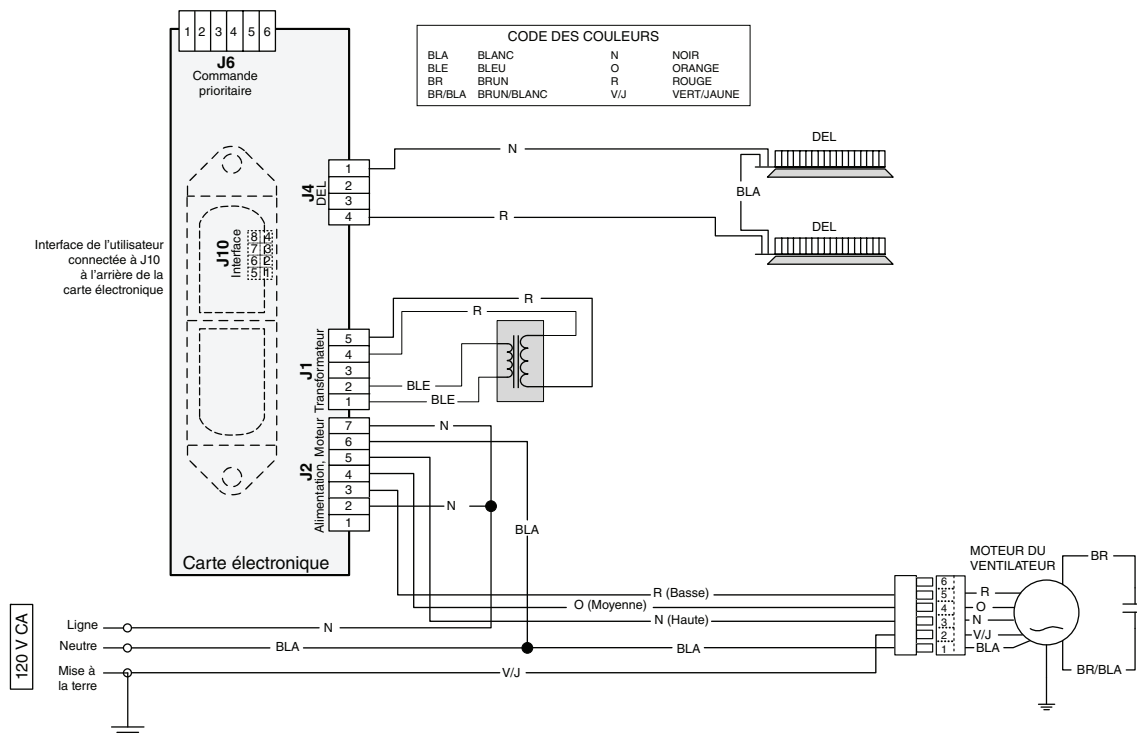 1 2 3 4 5 6
J6
Commande
prioritaire
CODE DES COULEURS
BLA BLANC N NOIR
BLE BLEU O ORANGE
BR BRUN R ROUGE
BR/BLA BRUN/BLANC V/J VERT/JAUNE
DEL
N
BLA
DEL
R
J4
DEL
1
2
3
4
Interface de l'utilisateur
connectée à J10
à l'arrière de la
carte électronique
J10
Interface
8 4
7 3
6 2
5 1
R
R
J1
Transformateur
5
4
3
2
1
BLE
BLE
J2
Alimentation, Moteur
7
6
5
4
3
2
1
N
N
BLA
Carte électronique
MOTEUR DU
VENTILATEUR
BR
BR/BLA
R (Basse)
O (Moyenne)
N (Haute)
6
5 R
4 O
3 N
2 V/J
1 BLA
120 V CA
Ligne N
Neutre BLA BLA
Mise à
la terre
V/J